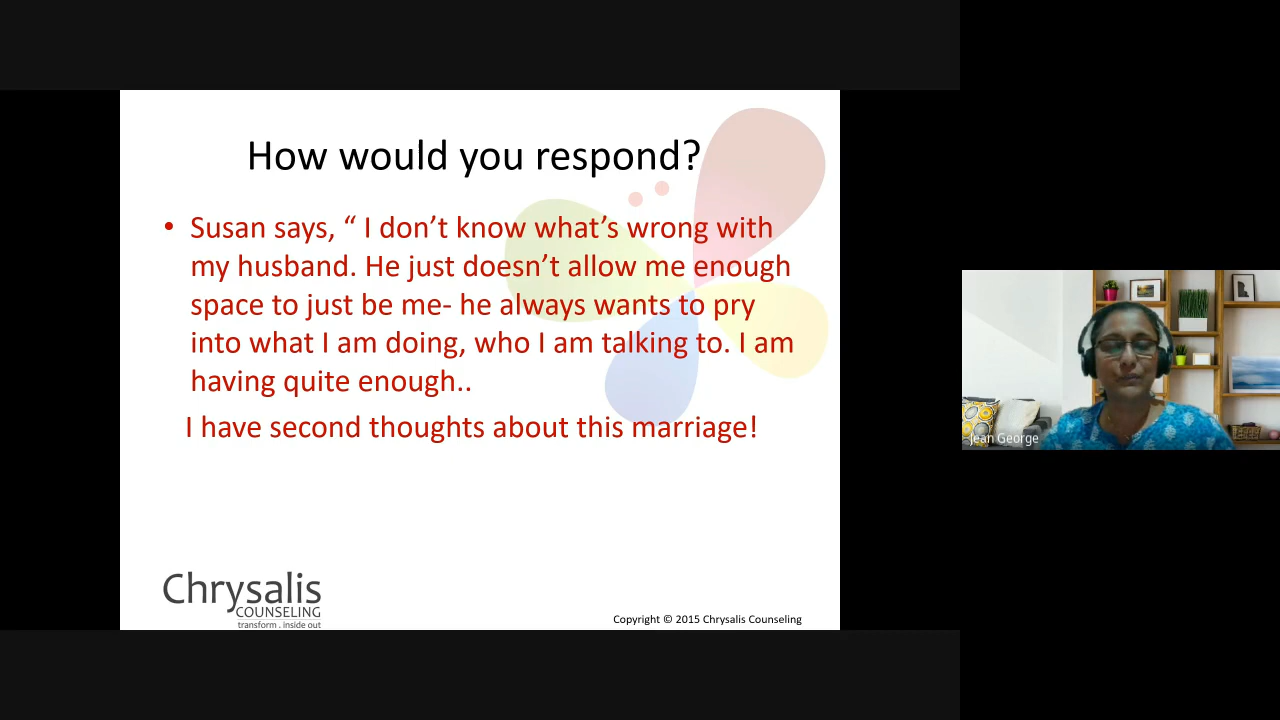 How would you respond?
• Susan says, “ I don’t know what’s wrong with
my husband. He just doesn’t allow me enough
space to just be me- he always wants to pry
into what I am doing, who I am talking to. I am
having quite enough..
I have second thoughts about this marriage!
Jean George
Chrysalis
COUNSELING
transform . inside out
Copyright © 2015 Chrysalis Counseling